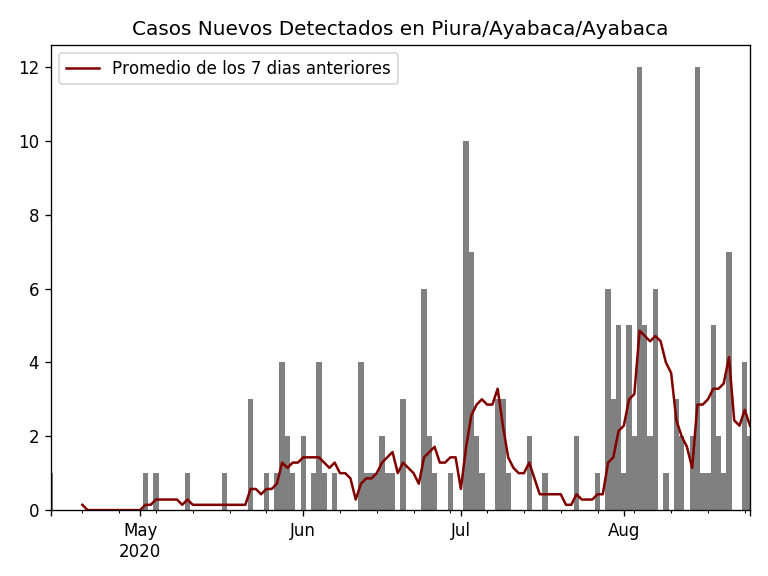 Casos Nuevos Detectados en Piura/Ayabaca/Ayabaca
Promedio de los 7 dias anteriores
12
10
8
6
4
2
0
May
2020
Jun
Jul
Aug